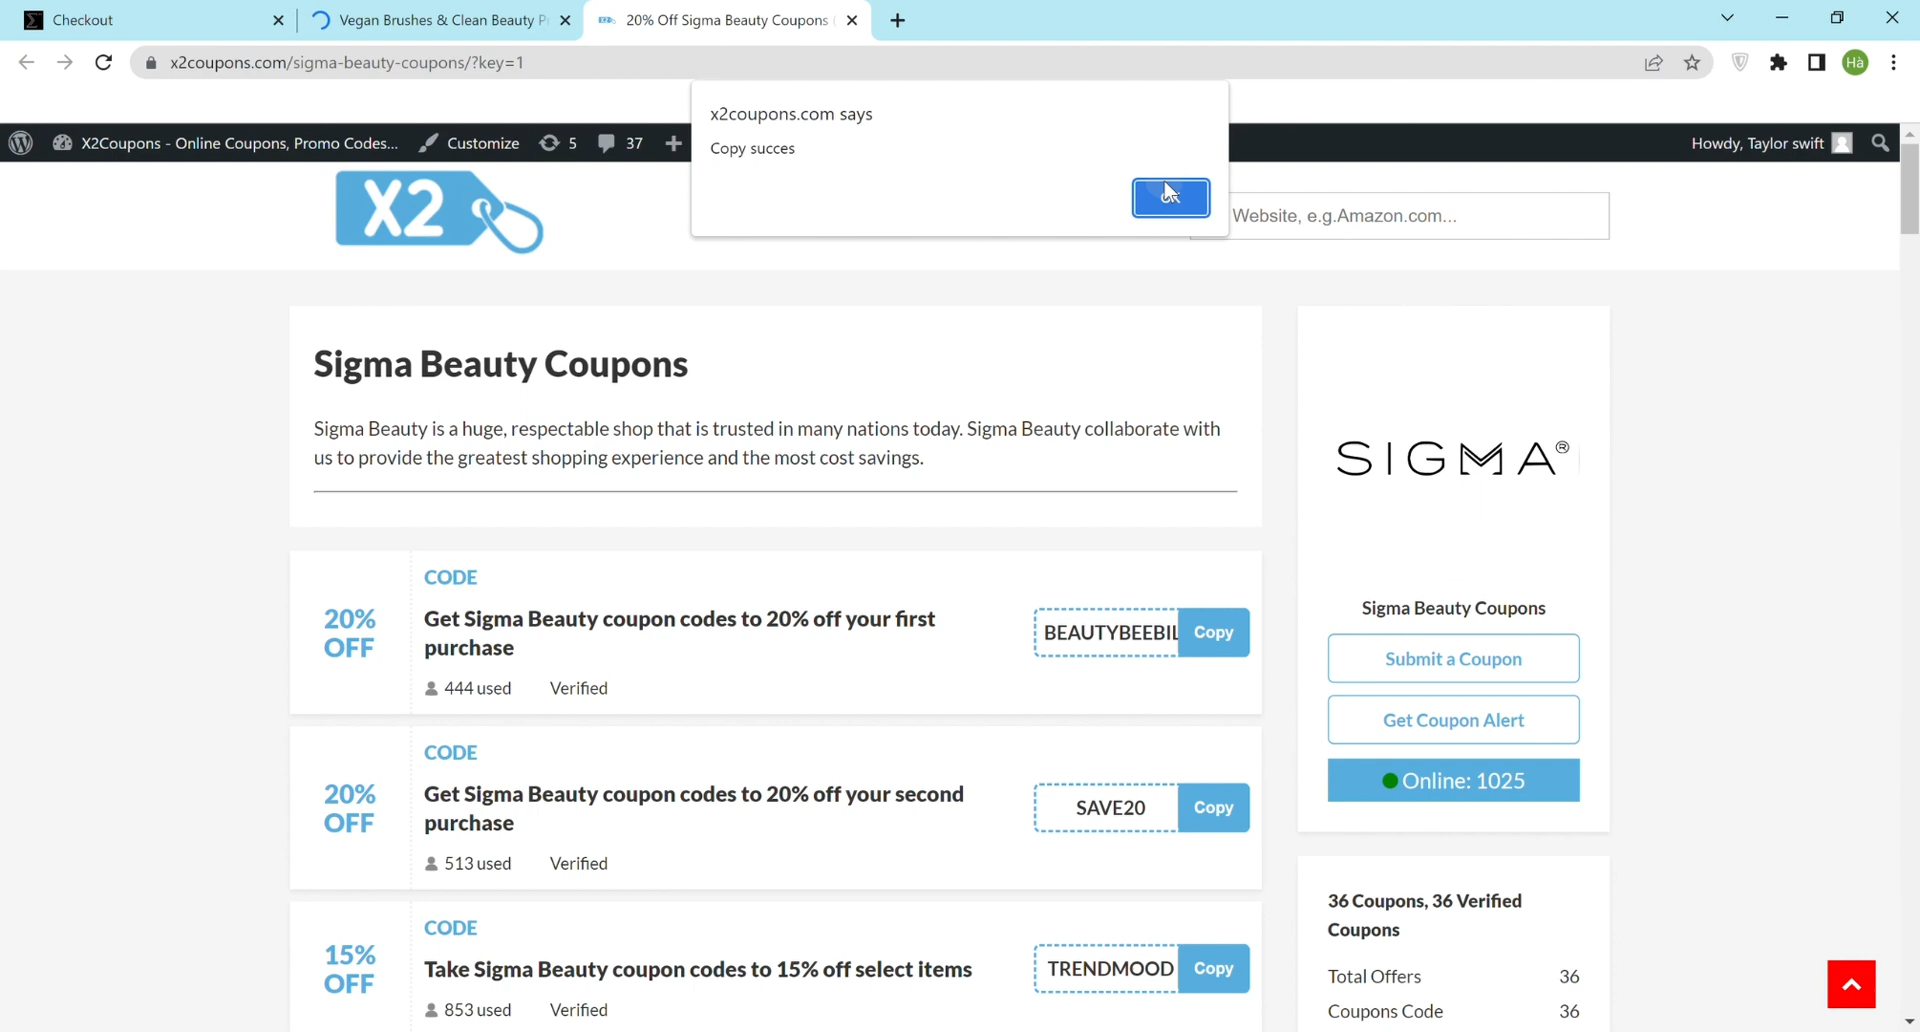 Checkout
Vegan Brushes & Clean Beauty P
20% Off Sigma Beauty Coupons (
x2coupons.com/sigma-beauty-coupons/?key=1
Hà
x2coupons.com says
Copy succes
X2Coupons - Online Coupons, Promo Codes...
Customize
5
37
Howdy, Taylor swift
X2
Website, e.g.Amazon.com...
Sigma Beauty Coupons
Sigma Beauty is a huge, respectable shop that is trusted in many nations today. Sigma Beauty collaborate with
us to provide the greatest shopping experience and the most cost savings.
SIGMA®
CODE
20%
OFF
Get Sigma Beauty coupon codes to 20% off your first
purchase
BEAUTYBEEBIL
Copy
444 used
Verified
CODE
20%
OFF
Get Sigma Beauty coupon codes to 20% off your second
purchase
SAVE20
Copy
513 used
Verified
CODE
15%
OFF
Take Sigma Beauty coupon codes to 15% off select items
TRENDMOOD
Copy
853 used
Verified
Sigma Beauty Coupons
Submit a Coupon
Get Coupon Alert
Online: 1025
36 Coupons, 36 Verified
Coupons
Total Offers 36
Coupons Code 36